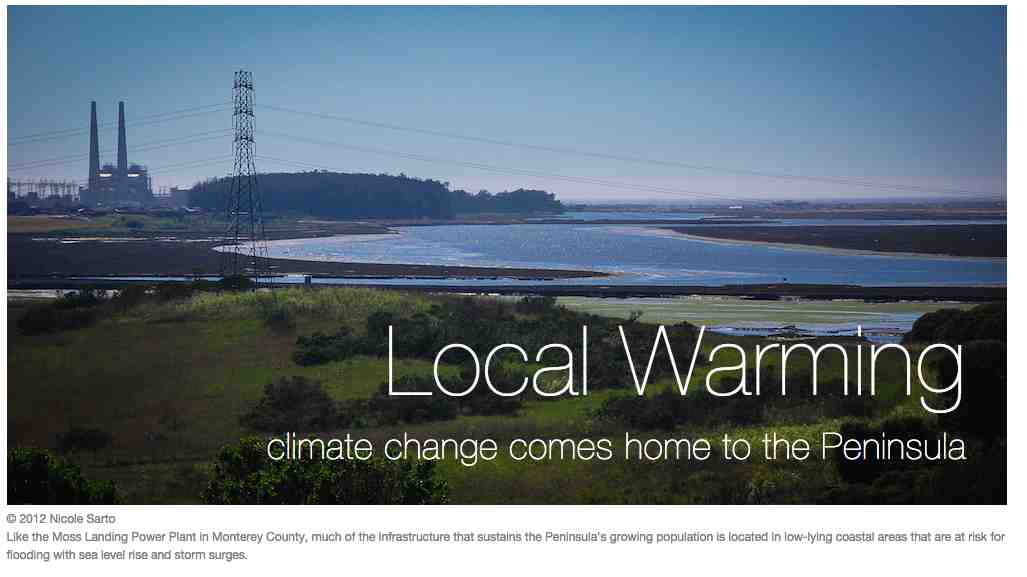 Local Warming
climate change comes home to the Peninsula
© 2012 Nicole Sarto
Like the Moss Landing Power Plant in Monterey County, much of the infrastructure that sustains the Peninsula's growing population is located in low-lying coastal areas that are at risk for
flooding with sea level rise and storm surges.